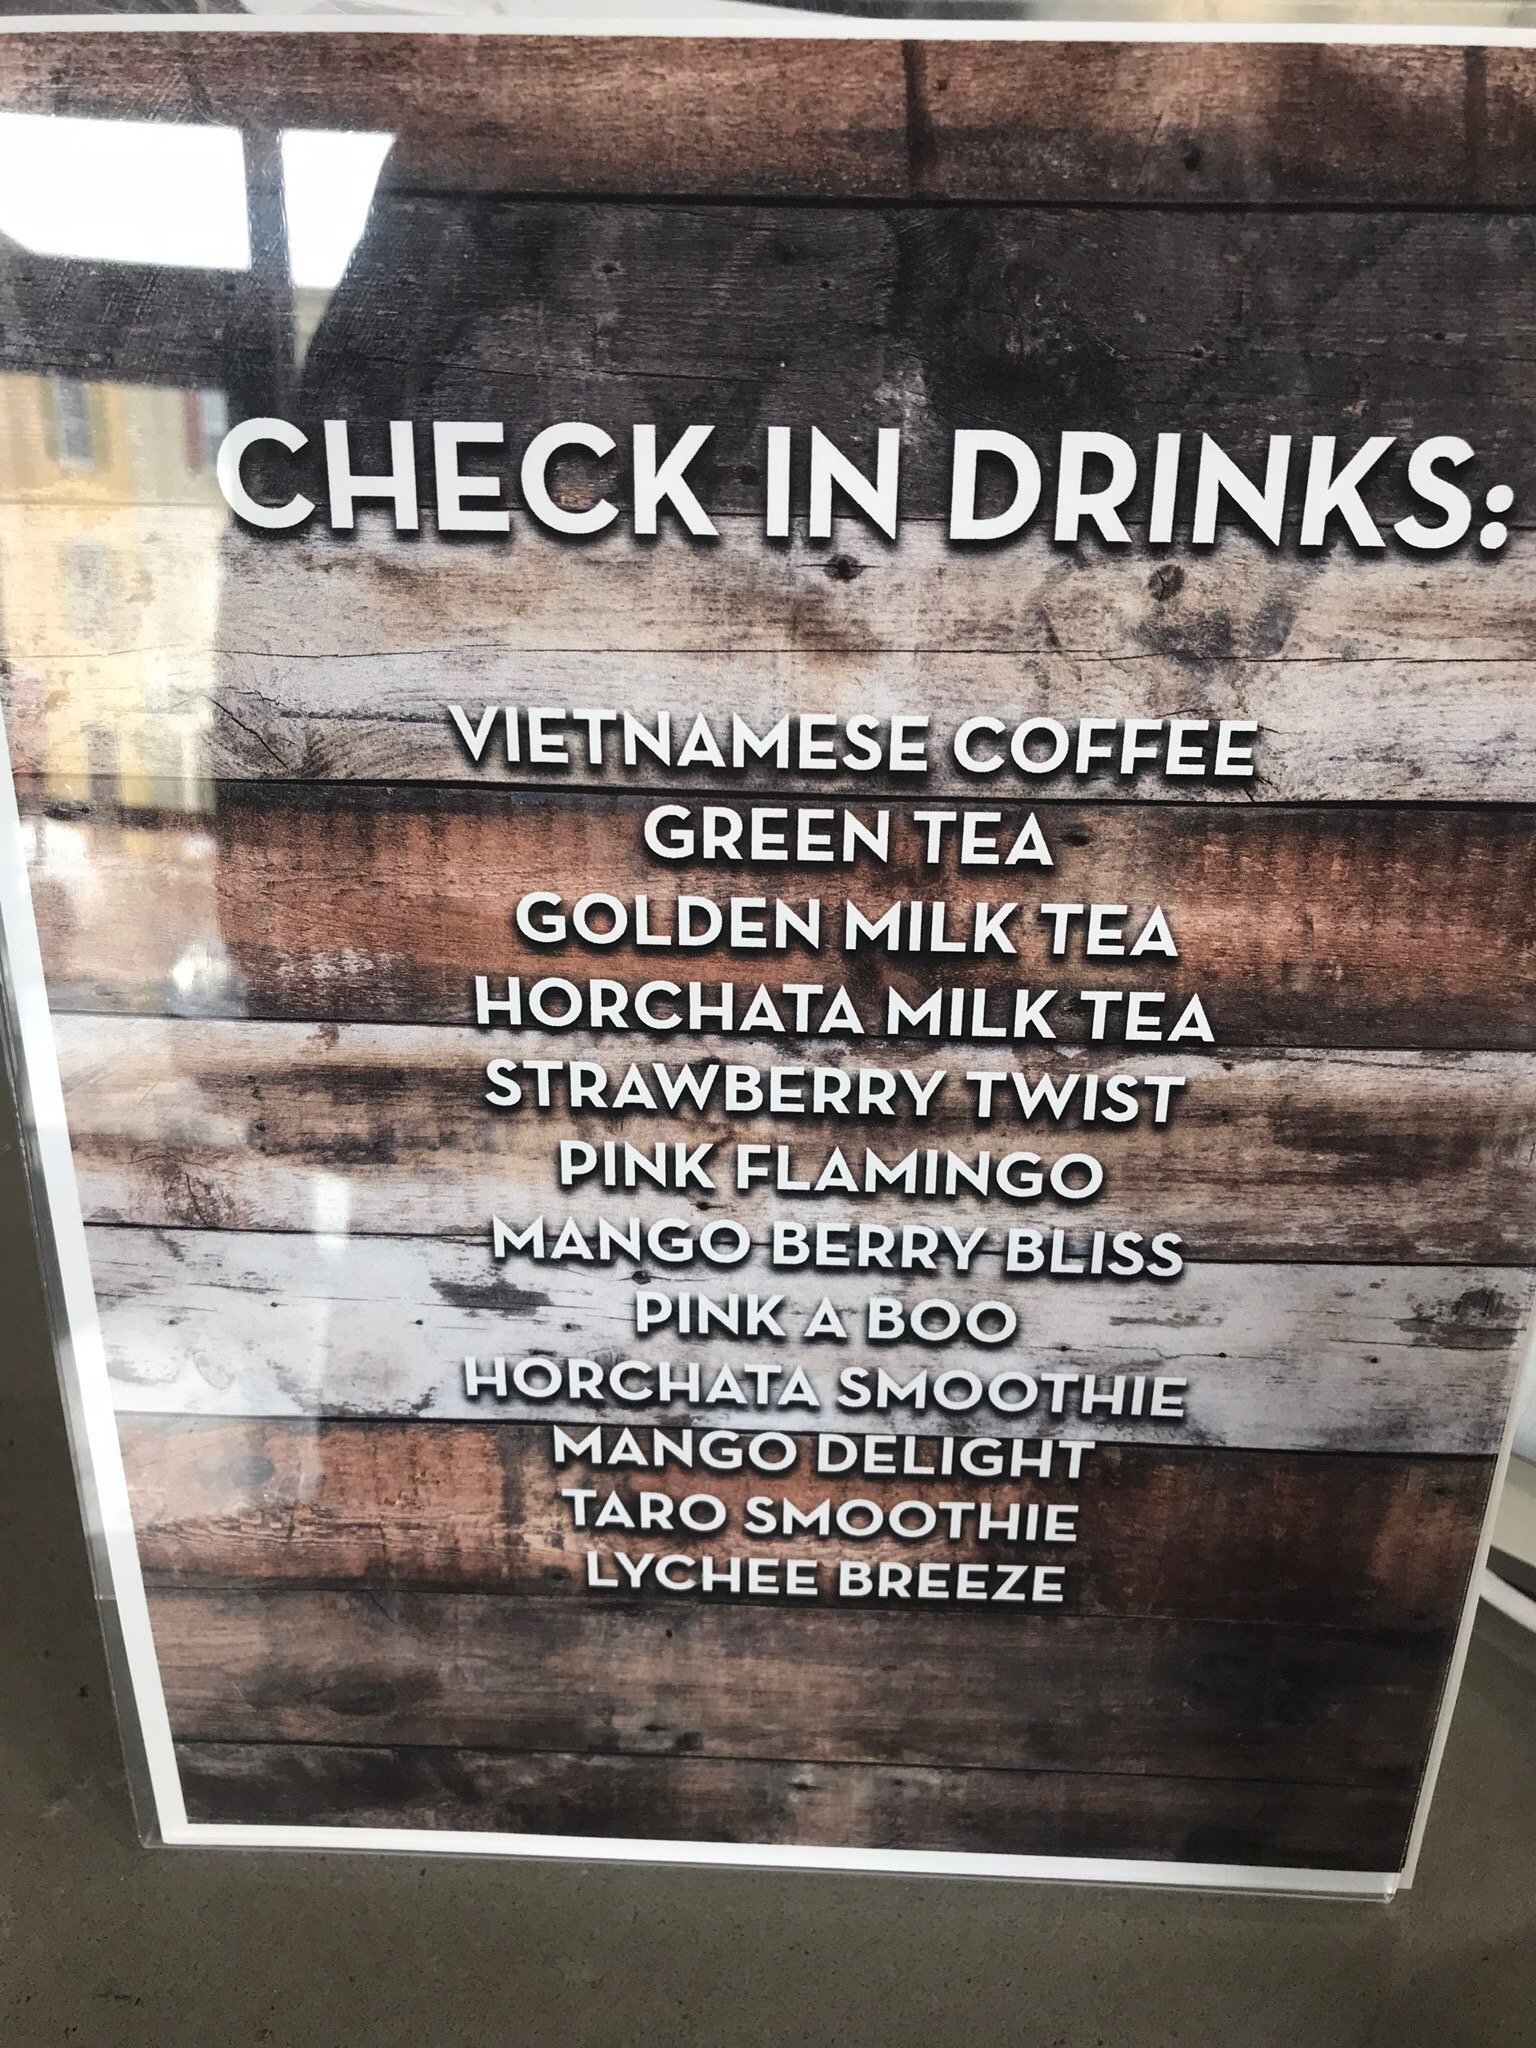 CHECK IN DRINKS:
VIETNAMESE COFFEE
GREEN TEA
GOLDEN MILK TEA
HORCHATA MILK TEA
STRAWBERRY TWIST
PINK FLAMINGO
MANGO BERRY BLISS
PINK A BOO
HORCHATA SMOOTHIE
MANGO DELIGHT
TARO SMOOTHIE
LYCHEE BREEZE